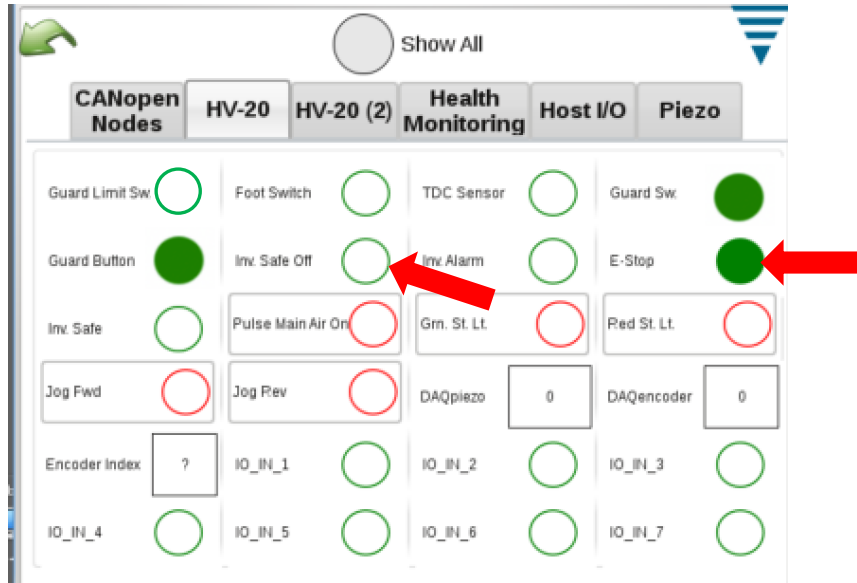 Show All
CANopen Nodes
HV-20
HV-20 (2)
Health Monitoring
Host I/O
Piezo
Guard Limit Sw.
Foot Switch
TDC Sensor
Guard Sw.
Guard Button
Inv. Safe Off
Inv. Alarm
E-Stop
Inv. Safe
Pulse Main Air On
Grn. St. Lt.
Red St. Lt.
Jog Fwd
Jog Rev
DAQpiezo
0
DAQencoder
0
Encoder Index
?
IO_IN_1
IO_IN_2
IO_IN_3
IO_IN_4
IO_IN_5
IO_IN_6
IO_IN_7